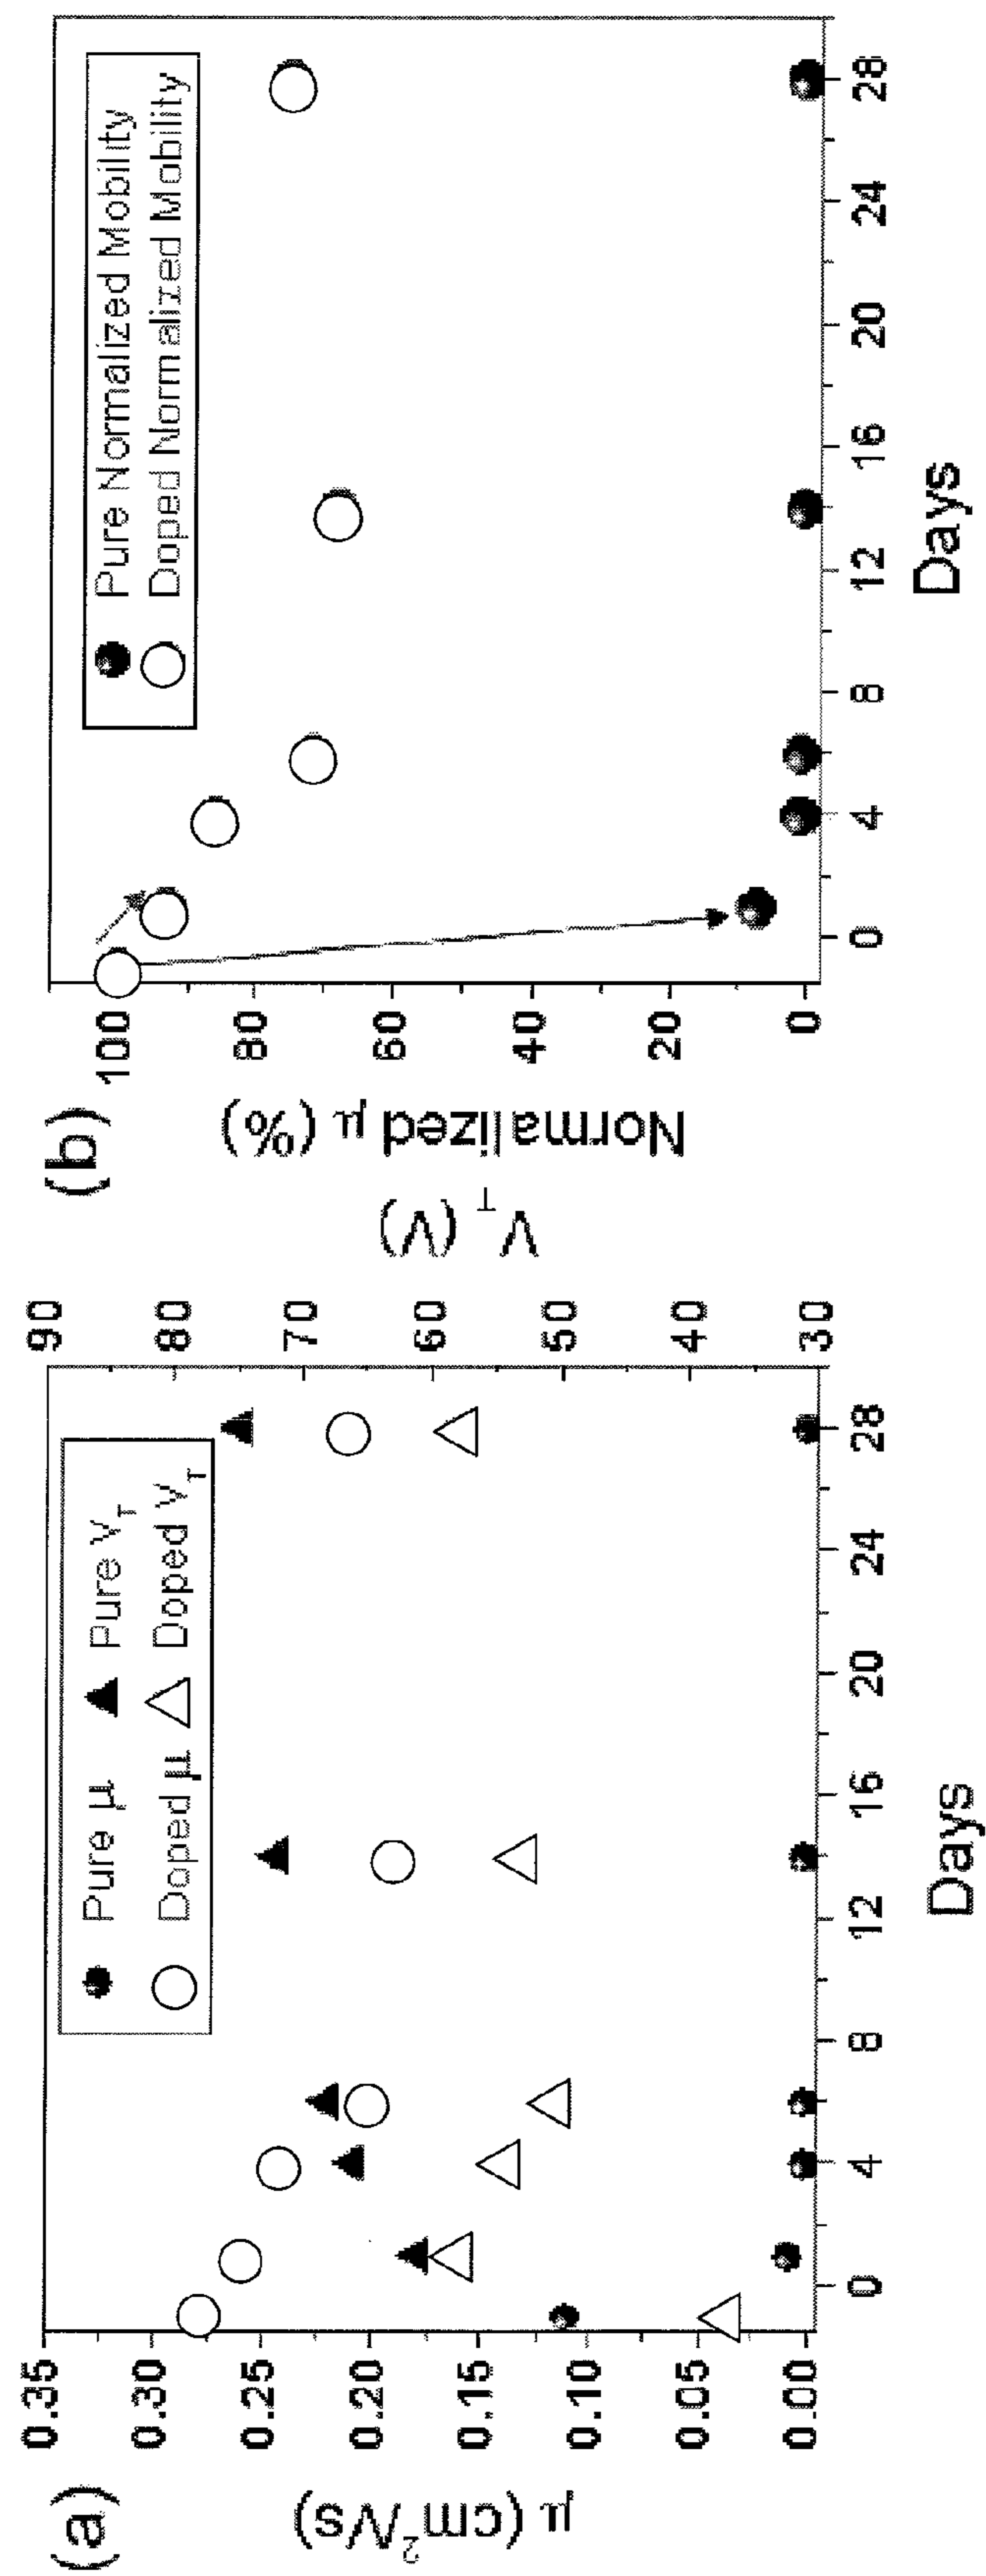 (a)
μ (cm²/Vs)
0.35
0.30
0.25
0.20
0.15
0.10
0.05
0.00
Pure μ Pure V_T
Doped μ Doped V_T
0 4 8 12 16 20 24 28
Days
90
80
70
60
50
40
30
V_T (V)
(b)
Normalized μ (%)
100
80
60
40
20
0
Pure Normalized Mobility
Doped Normalized Mobility
0 4 8 12 16 20 24 28
Days